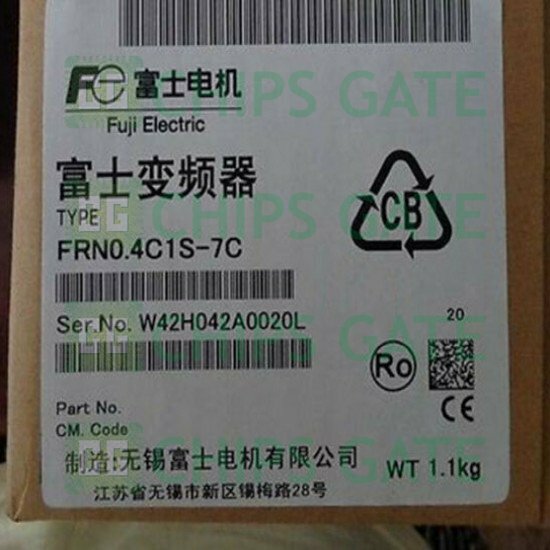 Fe 富士电机
Fuji Electric
富士变频器
TYPE
FRN0.4C1S-7C
CB
Ser.No. W42H042A0020L
20
Ro
Part No.
CM. Code
CE
制造:无锡富士电机有限公司
WT 1.1kg
江苏省无锡市新区锡梅路28号
CHIPS GATE
CHIPS GATE
CHIPS GATE
CHIPS GATE